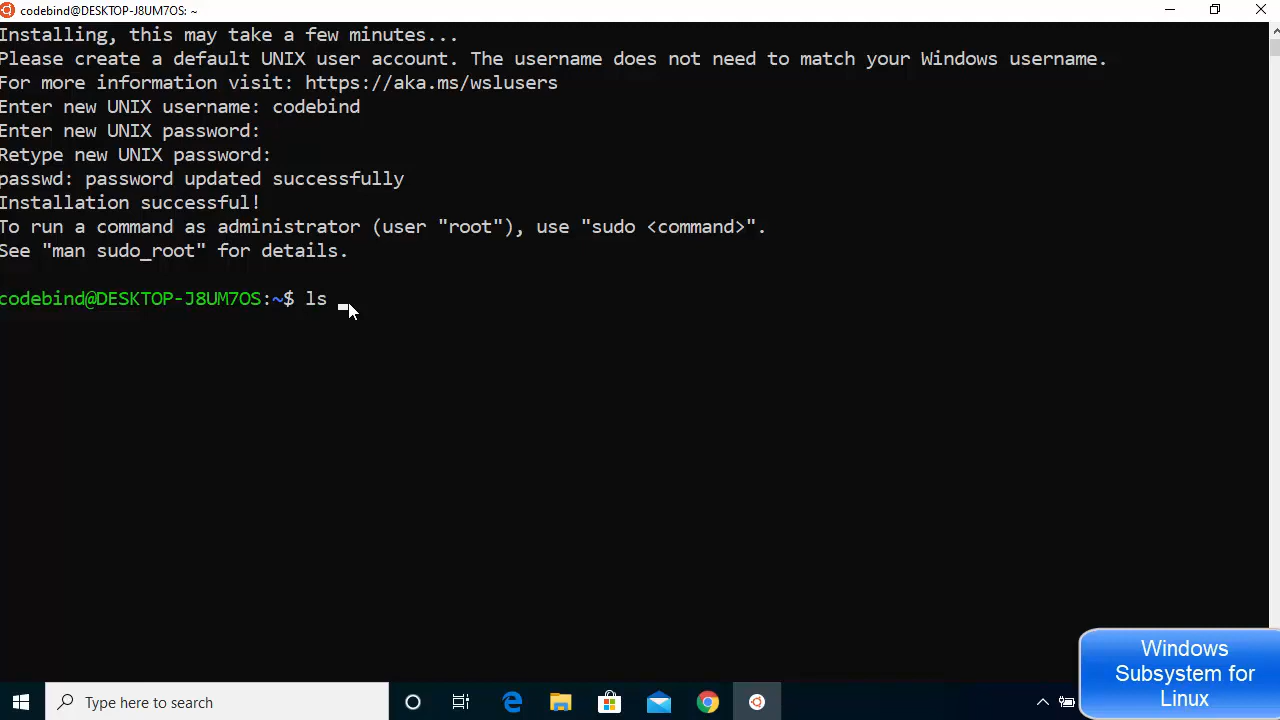 codebind@DESKTOP-J8UM7OS: ~
Installing, this may take a few minutes...
Please create a default UNIX user account. The username does not need to match your Windows username.
For more information visit: https://aka.ms/wslusers
Enter new UNIX username: codebind
Enter new UNIX password:
Retype new UNIX password:
passwd: password updated successfully
Installation successful!
To run a command as administrator (user "root"), use "sudo <command>".
See "man sudo_root" for details.
codebind@DESKTOP-J8UM7OS:~$ ls
Windows
Subsystem for
Linux
Type here to search